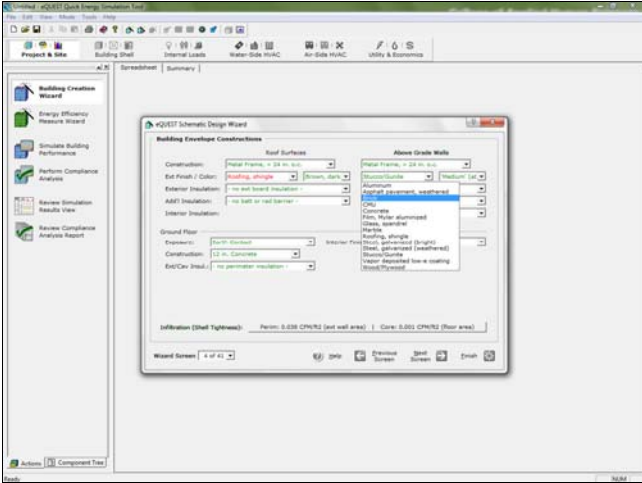 Untitled - eQUEST Quick Energy Simulation Tool
File Edit View Mode Tools Help
Project & Site Building Shell Internal Loads Water-Side HVAC Air-Side HVAC Utility & Economics
Spreadsheet Summary
Building Creation
Wizard
Energy Efficiency
Measure Wizard
Simulate Building
Performance
Perform Compliance
Analysis
Review Simulation
Results View
Review Compliance
Analysis Report
eQUEST Schematic Design Wizard
Building Envelope Constructions
Roof Surfaces Above Grade Walls
Construction: Metal Frame, > 24 in. o.c. Metal Frame, > 24 in. o.c.
Ext Finish / Color: Roofing, shingle Brown, dark Stucco/Gunite 'Medium' (at
Exterior Insulation: - no ext board insulation -
Add'l Insulation: - no batt or rad barrier -
Interior Insulation:
Aluminum
Asphalt pavement, weathered
Brick
CMU
Concrete
Film, Mylar aluminized
Glass, spandrel
Marble
Roofing, shingle
Steel, galvanized (bright)
Steel, galvanized (weathered)
Stucco/Gunite
Vapor deposited low-e coating
Wood/Plywood
Ground Floor
Exposure: Earth Contact Interior
Construction: 12 in. Concrete
Ext/Cav Insul.: - no perimeter insulation -
Infiltration (Shell Tightness): Perim: 0.038 CFM/ft2 (ext wall area) | Core: 0.001 CFM/ft2 (floor area)
Wizard Screen 4 of 41 Help Previous Screen Next Screen Finish
Actions Component Tree
Ready NUM